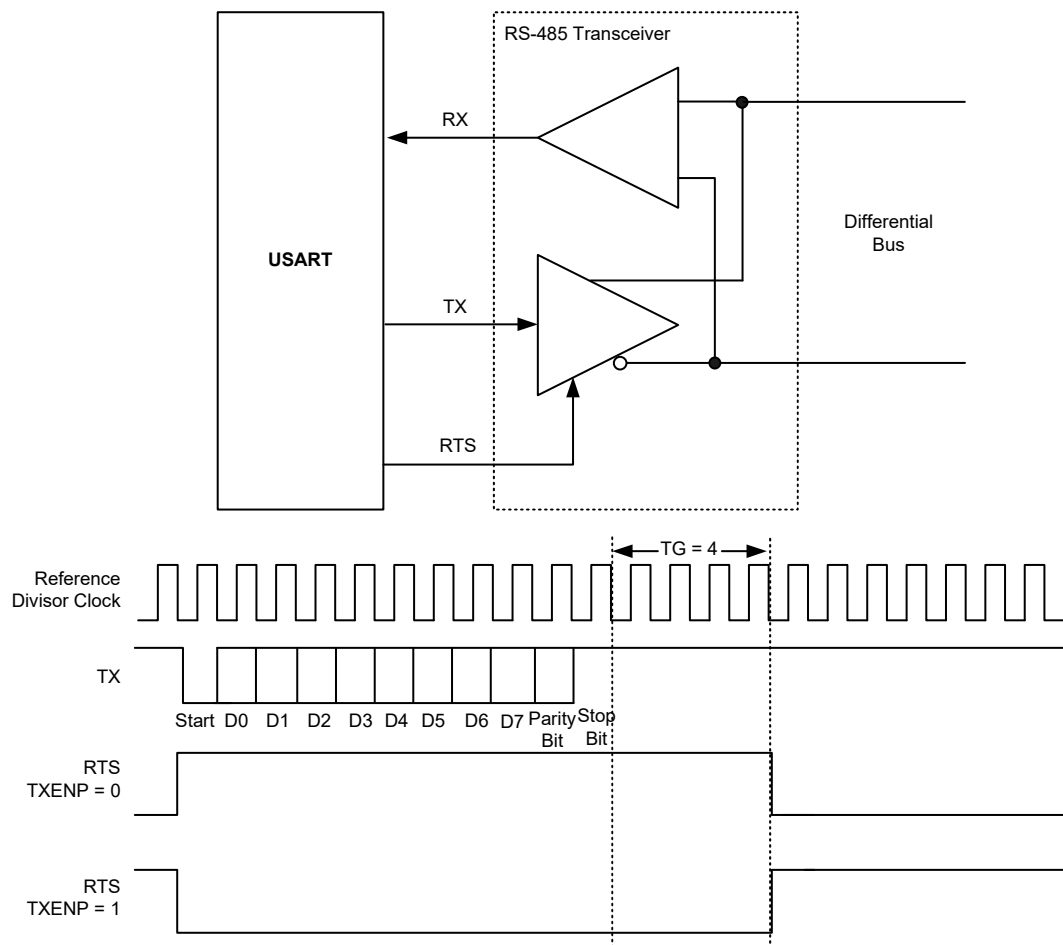 RS-485 Transceiver
RX
Differential
Bus
USART
TX
RTS
TG = 4
Reference
Divisor Clock
TX
Start D0 D1 D2 D3 D4 D5 D6 D7 Parity Stop
Bit Bit
RTS
TXENP = 0
RTS
TXENP = 1